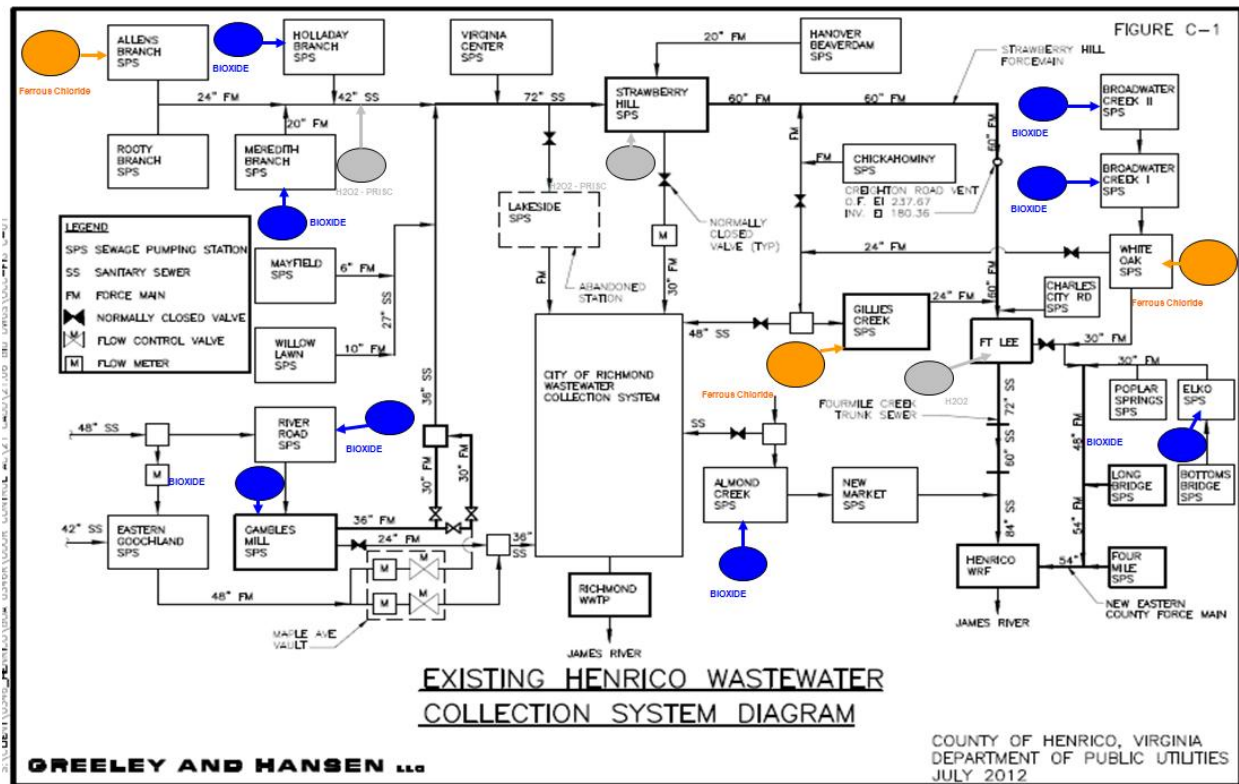 FIGURE C-1
ALLENS
BRANCH
SPS
Ferrous Chloride
BIOXIDE
HOLLADAY
BRANCH
SPS
VIRGINIA
CENTER
SPS
20" FM
HANOVER
BEAVERDAM
SPS
STRAWBERRY HILL
FORCEMAIN
24" FM
42" SS
72" SS
STRAWBERRY
HILL
SPS
60" FM
60" FM
60" FM
BIOXIDE
BROADWATER
CREEK II
SPS
20" FM
ROOTY
BRANCH
SPS
MEREDITH
BRANCH
SPS
H2O2 - PRISC
BIOXIDE
H2O2 - PRISC
LAKESIDE
SPS
FM
FM
CHICKAHOMINY
SPS
CREIGHTON ROAD VENT
O.F. El 237.67
INV. El 180.36
BIOXIDE
BROADWATER
CREEK I
SPS
LEGEND
SPS SEWAGE PUMPING STATION
SS SANITARY SEWER
FM FORCE MAIN
NORMALLY CLOSED VALVE
M FLOW CONTROL VALVE
M FLOW METER
MAYFIELD
SPS
6" FM
27" SS
WILLOW
LAWN
SPS
10" FM
ABANDONED
STATION
FM
M
30" FM
NORMALLY
CLOSED
VALVE (TYP)
24" FM
WHITE
OAK
SPS
Ferrous Chloride
60" FM
CHARLES
CITY RD
SPS
48" SS
GILLIES
CREEK
SPS
24" FM
FT LEE
30" FM
H2O2
30" FM
POPLAR
SPRINGS
SPS
ELKO
SPS
BIOXIDE
BOTTOMS
BRIDGE
SPS
CITY OF RICHMOND
WASTEWATER
COLLECTION SYSTEM
Ferrous Chloride
FOURMILE CREEK
TRUNK SEWER
72" SS
60" SS
84" SS
48" FM
BIOXIDE
LONG
BRIDGE
SPS
54" FM
36" SS
48" SS
RIVER
ROAD
SPS
BIOXIDE
M
BIOXIDE
30" FM
30" FM
SS
ALMOND
CREEK
SPS
NEW
MARKET
SPS
BIOXIDE
42" SS
EASTERN
GOOCHLAND
SPS
GAMBLES
MILL
SPS
36" FM
24" FM
36"
SS
M
M
M
M
48" FM
MAPLE AVE
VAULT
RICHMOND
WWTP
JAMES RIVER
HENRICO
WRF
54"
FOUR
MILE
SPS
JAMES RIVER
NEW EASTERN
COUNTY FORCE MAIN
EXISTING HENRICO WASTEWATER
COLLECTION SYSTEM DIAGRAM
GREELEY AND HANSEN LLC
COUNTY OF HENRICO, VIRGINIA
DEPARTMENT OF PUBLIC UTILITIES
JULY 2012